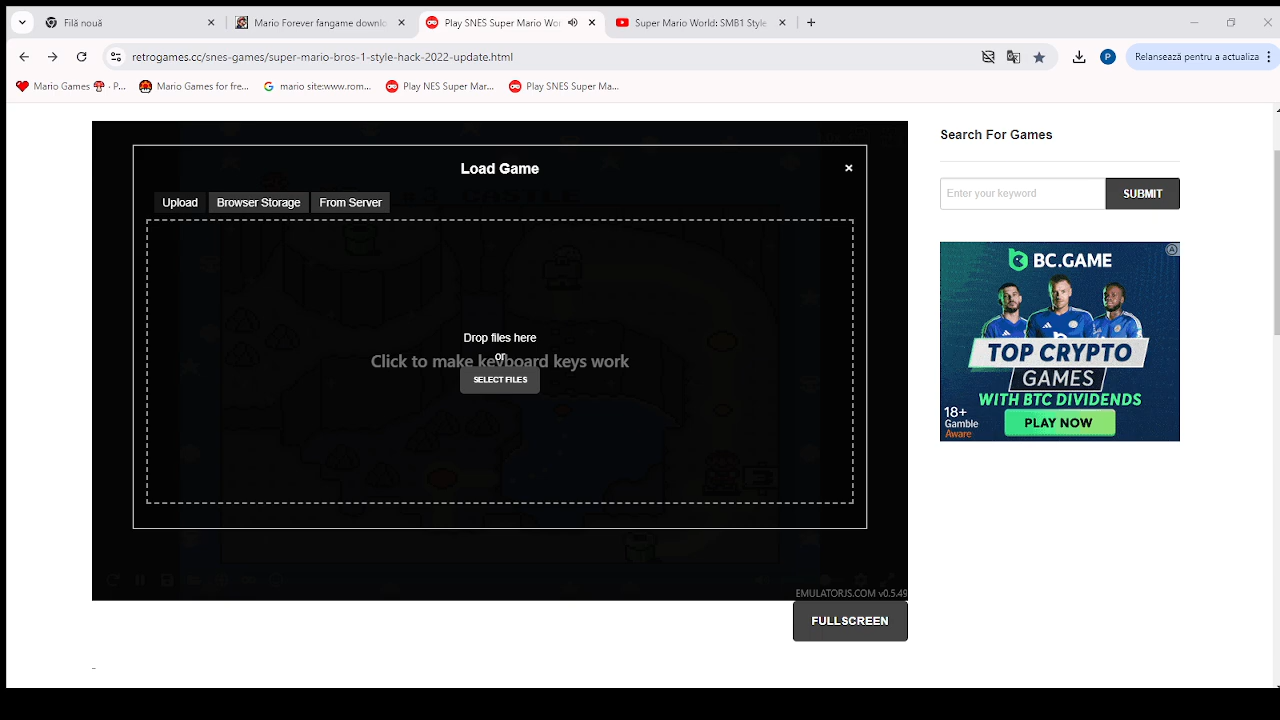 Filă nouă
Mario Forever fangame downlo
Play SNES Super Mario Wor
Super Mario World: SMB1 Style
retrogames.cc/snes-games/super-mario-bros-1-style-hack-2022-update.html
P
Relansează pentru a actualiza
Mario Games 🍄 · P...
Mario Games for fre...
mario site:www.rom...
Play NES Super Mar...
Play SNES Super Ma...
Load Game
×
Upload
Browser Storage
From Server
Drop files here
or
Click to make keyboard keys work
SELECT FILES
EMULATORJS.COM v0.5.49
FULLSCREEN
Search For Games
Enter your keyword
SUBMIT
BC.GAME
TOP CRYPTO
GAMES
WITH BTC DIVIDENDS
18+
Gamble
Aware
PLAY NOW